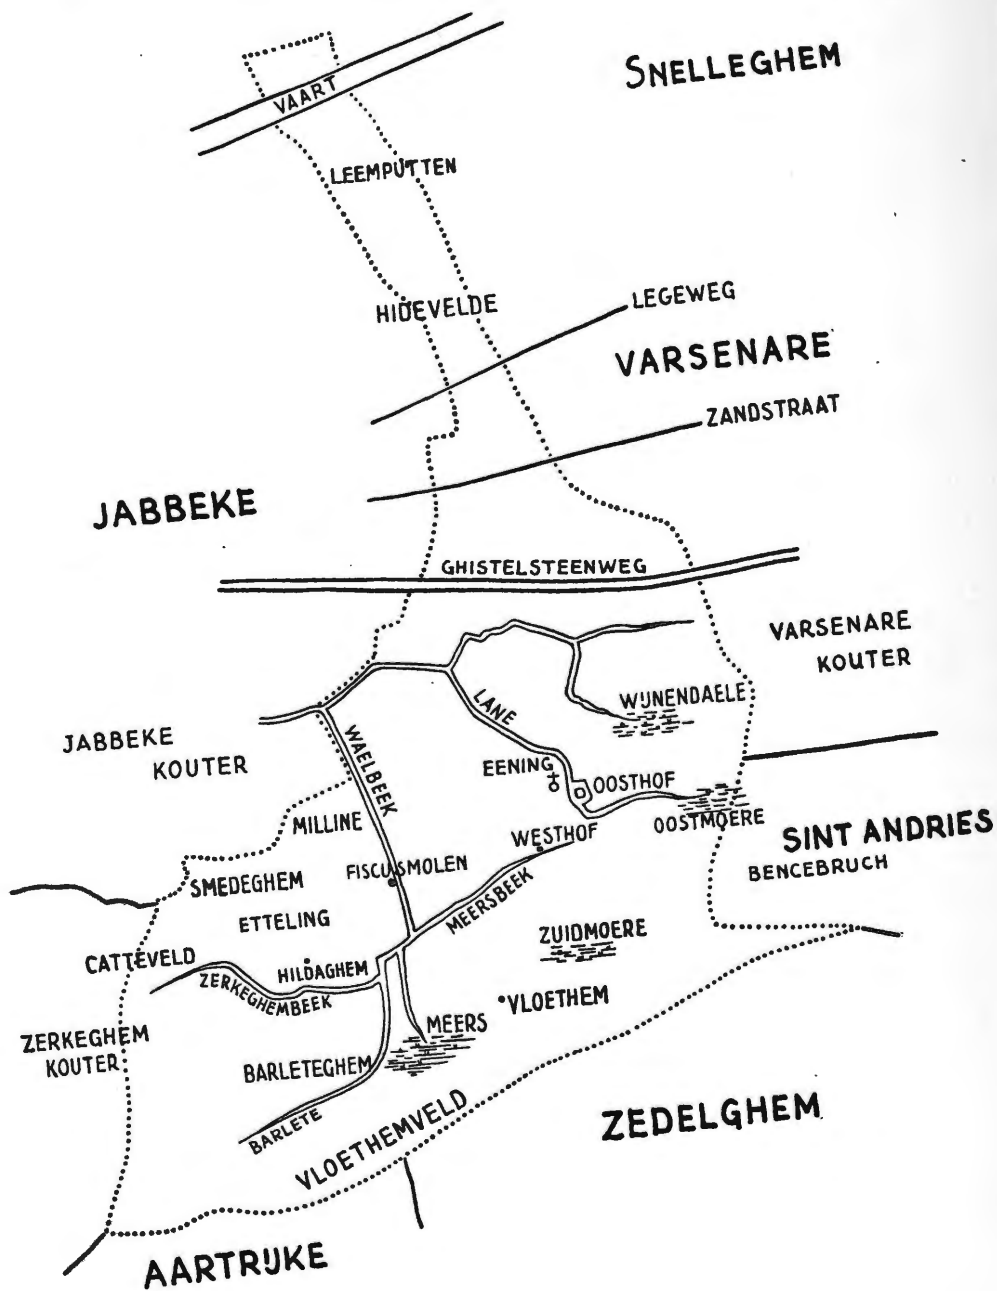 SNELLEGHEM
VAART
LEEMPUTTEN
LEGEWEG
HIDEVELDE
VARSENARE
ZANDSTRAAT
JABBEKE
GHISTELSTEENWEG
VARSENARE
KOUTER
WIJNENDAELE
LANE
JABBEKE
KOUTER
WAELBEEK
EENING
OOSTHOF
MILLINE
WESTHOF
OOSTMOERE
SINT ANDRIES
BENCEBRUCH
FISCUSMOLEN
SMEDEGHEM
MEERSBEEK
ETTELING
ZUIDMOERE
CATTEVELD
HILDAGHEM
ZERKEGHEMBEEK
VLOETHEM
MEERS
ZERKEGHEM
KOUTER
BARLETEGHEM
BARLETE
VLOETHEMVELD
ZEDELGHEM
AARTRIJKE